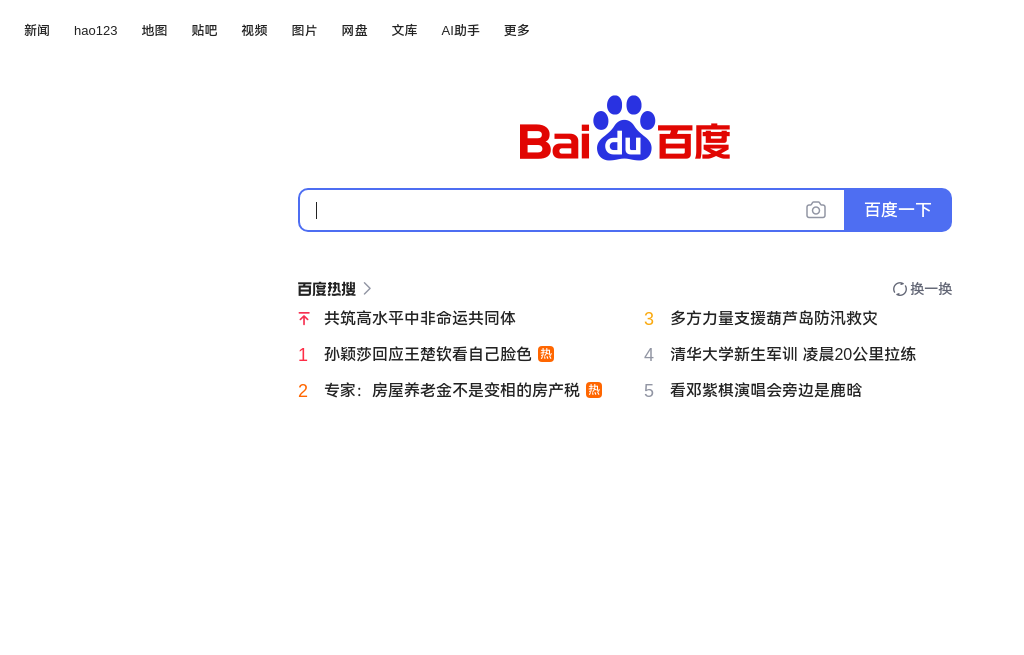 新闻 hao123 地图 贴吧 视频 图片 网盘 文库 AI助手 更多
Bai du 百度
百度一下
百度热搜 换一换
共筑高水平中非命运共同体
1 孙颖莎回应王楚钦看自己脸色 热
2 专家：房屋养老金不是变相的房产税 热
3 多方力量支援葫芦岛防汛救灾
4 清华大学新生军训 凌晨20公里拉练
5 看邓紫棋演唱会旁边是鹿晗